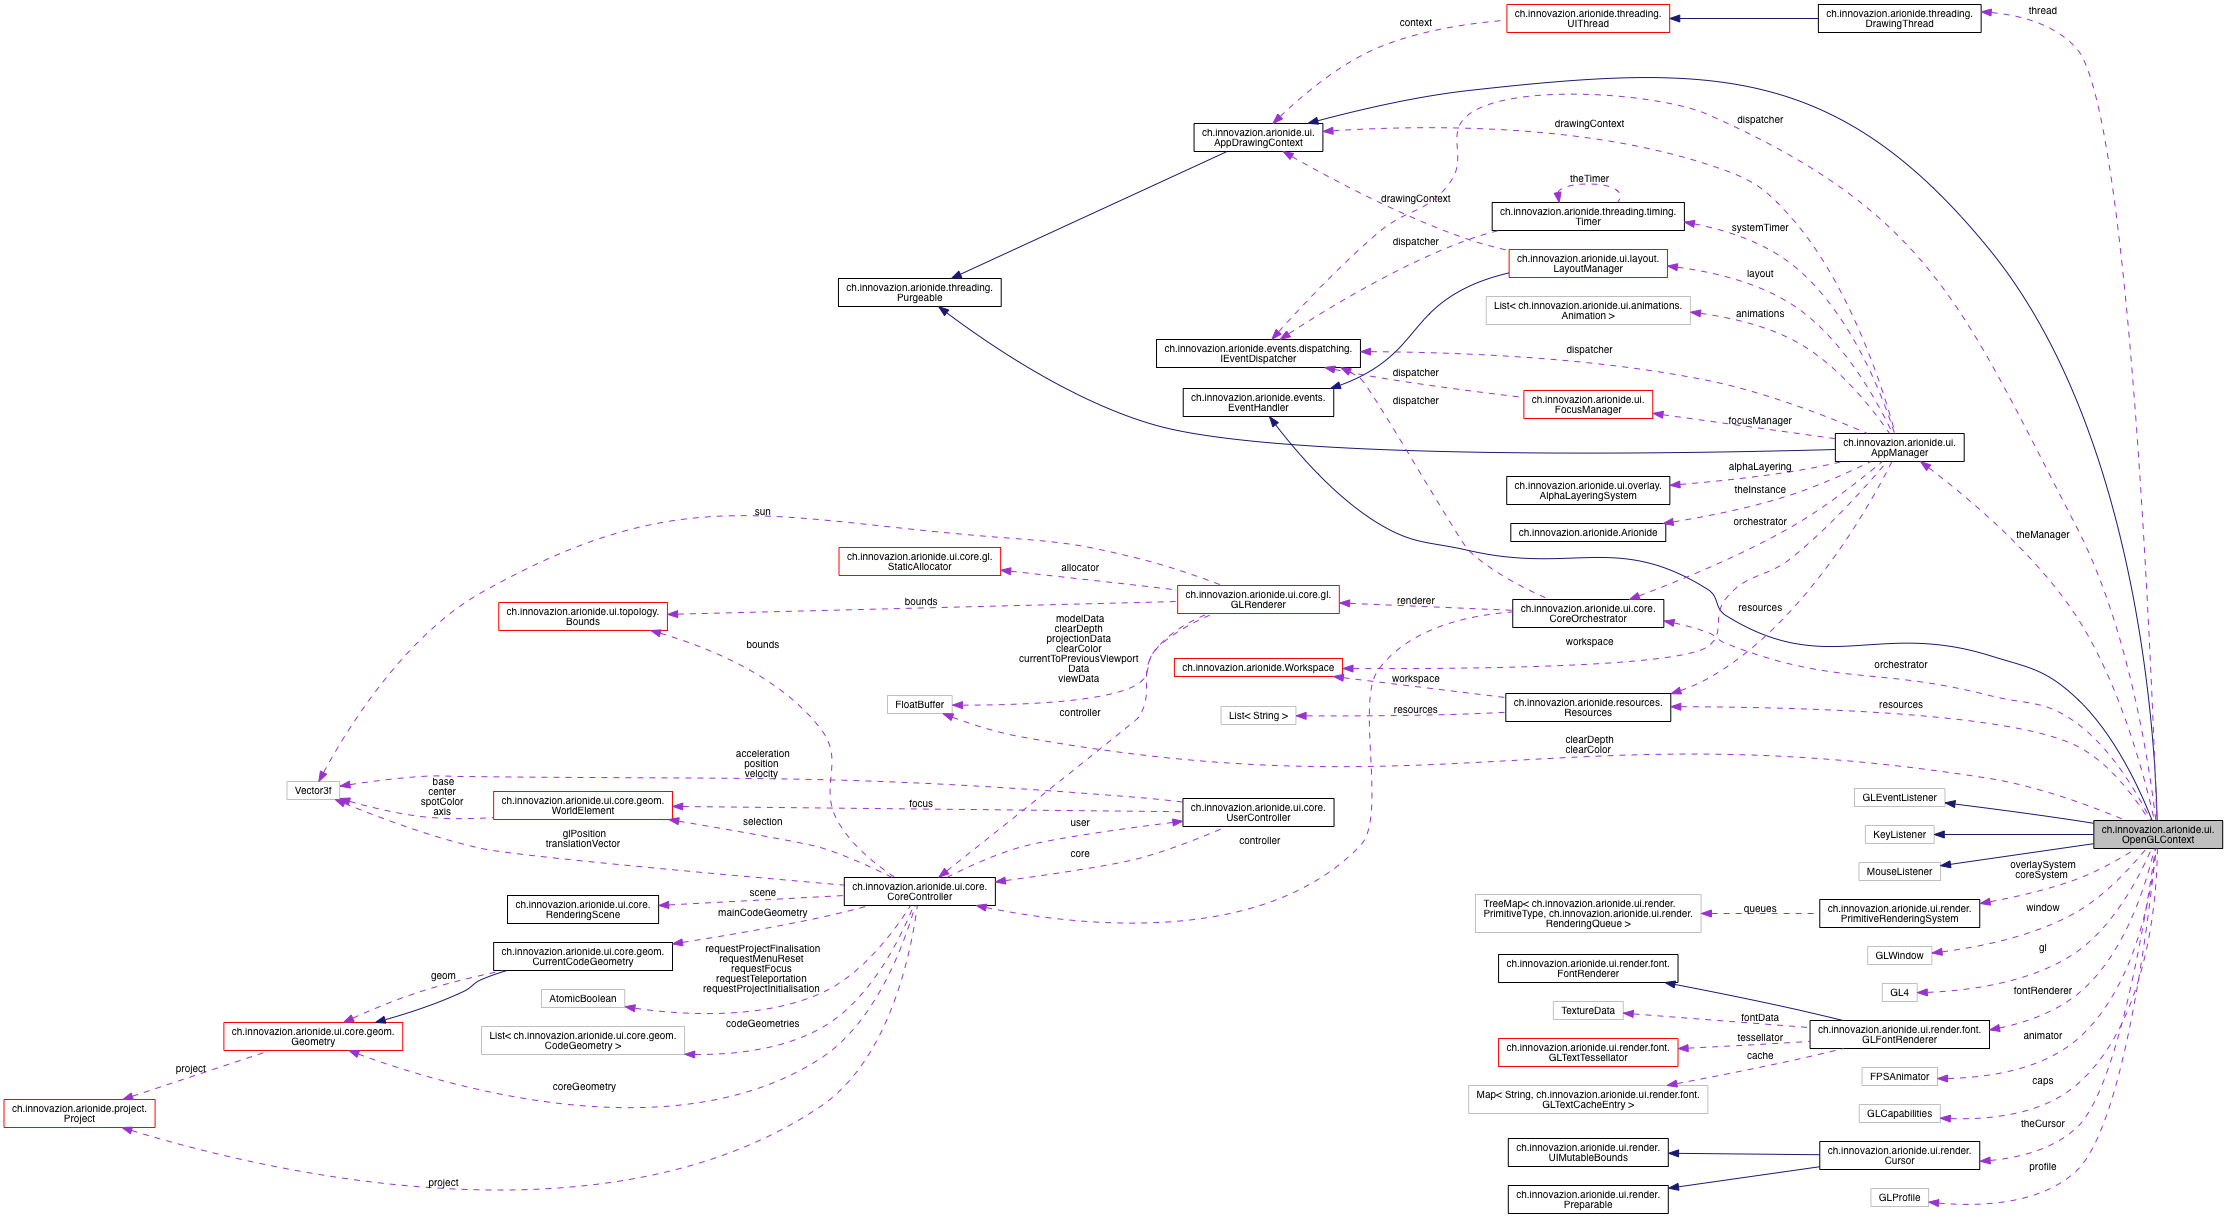 ch.innovazion.arionide.threading.
UIThread
ch.innovazion.arionide.threading.
DrawingThread
thread
context
ch.innovazion.arionide.ui.
AppDrawingContext
drawingContext
dispatcher
theTimer
drawingContext
ch.innovazion.arionide.threading.timing.
Timer
systemTimer
dispatcher
ch.innovazion.arionide.ui.layout.
LayoutManager
layout
ch.innovazion.arionide.threading.
Purgeable
List< ch.innovazion.arionide.ui.animations.
Animation >
animations
ch.innovazion.arionide.events.dispatching.
IEventDispatcher
dispatcher
dispatcher
ch.innovazion.arionide.events.
EventHandler
dispatcher
ch.innovazion.arionide.ui.
FocusManager
focusManager
ch.innovazion.arionide.ui.
AppManager
alphaLayering
ch.innovazion.arionide.ui.overlay.
AlphaLayeringSystem
theInstance
ch.innovazion.arionide.Arionide
orchestrator
theManager
sun
ch.innovazion.arionide.ui.core.gl.
StaticAllocator
allocator
ch.innovazion.arionide.ui.topology.
Bounds
bounds
ch.innovazion.arionide.ui.core.gl.
GLRenderer
renderer
ch.innovazion.arionide.ui.core.
CoreOrchestrator
resources
modelData
clearDepth
projectionData
clearColor
currentToPreviousViewport
Data
viewData
bounds
workspace
ch.innovazion.arionide.Workspace
workspace
orchestrator
FloatBuffer
controller
List< String >
resources
ch.innovazion.arionide.resources.
Resources
resources
clearDepth
clearColor
acceleration
position
velocity
Vector3f
base
center
spotColor
axis
ch.innovazion.arionide.ui.core.geom.
WorldElement
focus
ch.innovazion.arionide.ui.core.
UserController
GLEventListener
selection
user
controller
KeyListener
ch.innovazion.arionide.ui.
OpenGLContext
glPosition
translationVector
core
MouseListener
overlaySystem
coreSystem
ch.innovazion.arionide.ui.core.
CoreController
scene
ch.innovazion.arionide.ui.core.
RenderingScene
mainCodeGeometry
TreeMap< ch.innovazion.arionide.ui.render.
PrimitiveType, ch.innovazion.arionide.ui.render.
RenderingQueue >
queues
ch.innovazion.arionide.ui.render.
PrimitiveRenderingSystem
window
ch.innovazion.arionide.ui.core.geom.
CurrentCodeGeometry
requestProjectFinalisation
requestMenuReset
requestFocus
requestTeleportation
requestProjectInitialisation
GLWindow
gl
geom
ch.innovazion.arionide.ui.render.font.
FontRenderer
AtomicBoolean
GL4
fontRenderer
TextureData
fontData
ch.innovazion.arionide.ui.core.geom.
Geometry
List< ch.innovazion.arionide.ui.core.geom.
CodeGeometry >
codeGeometries
ch.innovazion.arionide.ui.render.font.
GLFontRenderer
tessellator
animator
ch.innovazion.arionide.ui.render.font.
GLTextTessellator
cache
project
coreGeometry
FPSAnimator
caps
Map< String, ch.innovazion.arionide.ui.render.font.
GLTextCacheEntry >
ch.innovazion.arionide.project.
Project
GLCapabilities
theCursor
ch.innovazion.arionide.ui.render.
UIMutableBounds
ch.innovazion.arionide.ui.render.
Cursor
profile
project
ch.innovazion.arionide.ui.render.
Preparable
GLProfile